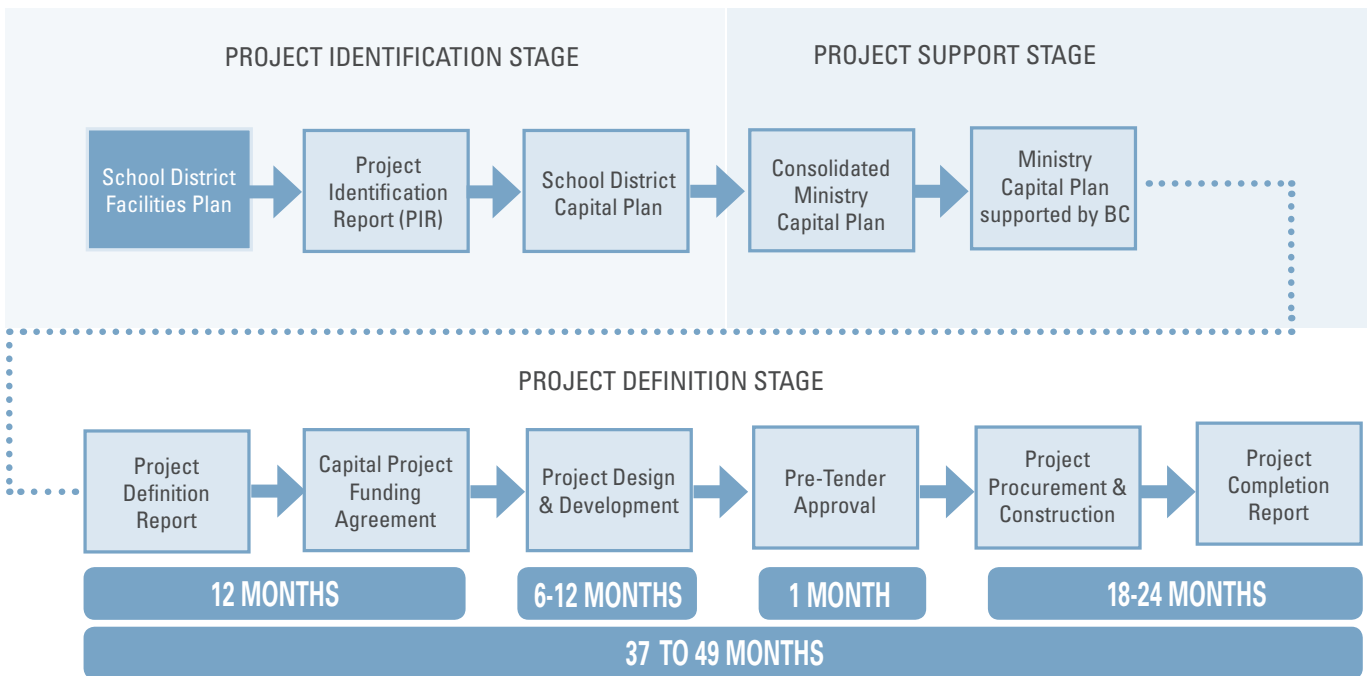 PROJECT IDENTIFICATION STAGE
PROJECT SUPPORT STAGE
School District
Facilities Plan
Project
Identification
Report (PIR)
School District
Capital Plan
Consolidated
Ministry
Capital Plan
Ministry
Capital Plan
supported by BC
PROJECT DEFINITION STAGE
Project
Definition
Report
Capital Project
Funding
Agreement
Project Design
& Development
Pre-Tender
Approval
Project
Procurement &
Construction
Project
Completion
Report
12 MONTHS
6-12 MONTHS
1 MONTH
18-24 MONTHS
37 TO 49 MONTHS